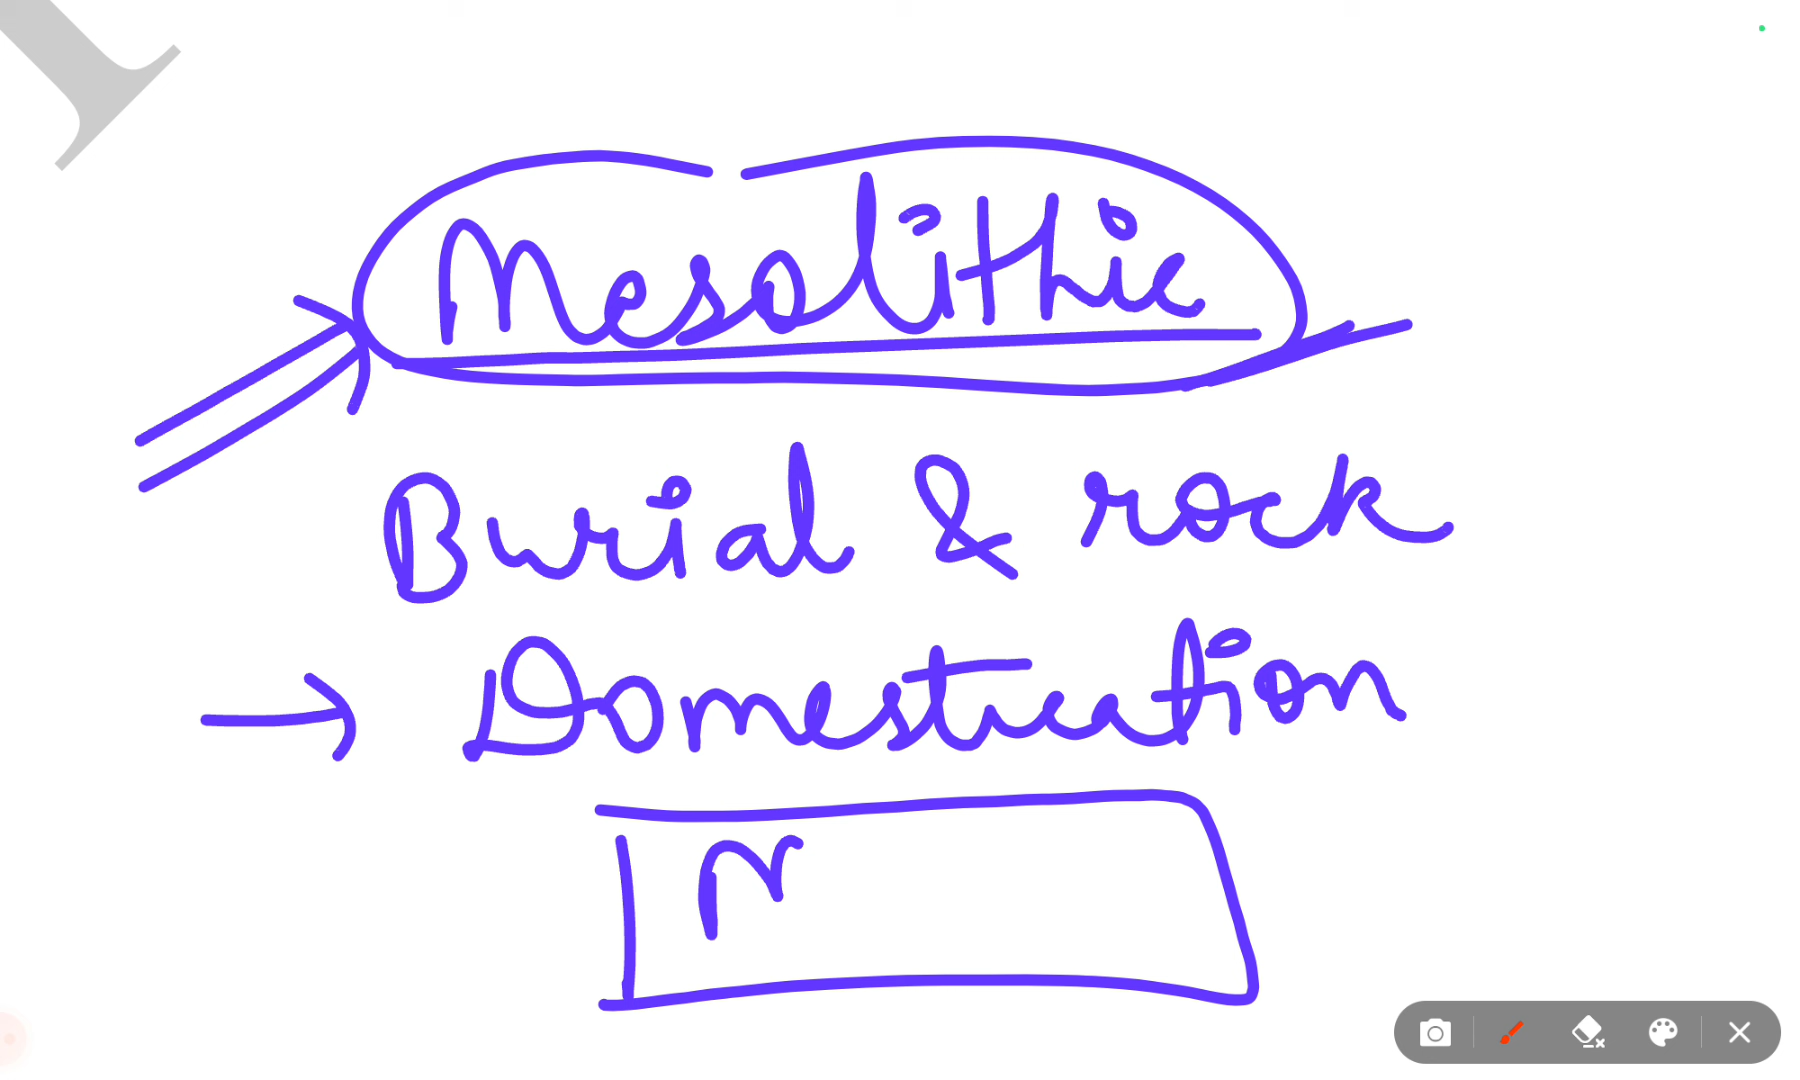 Mesolithic
Burial & rock
→ Domestication
N